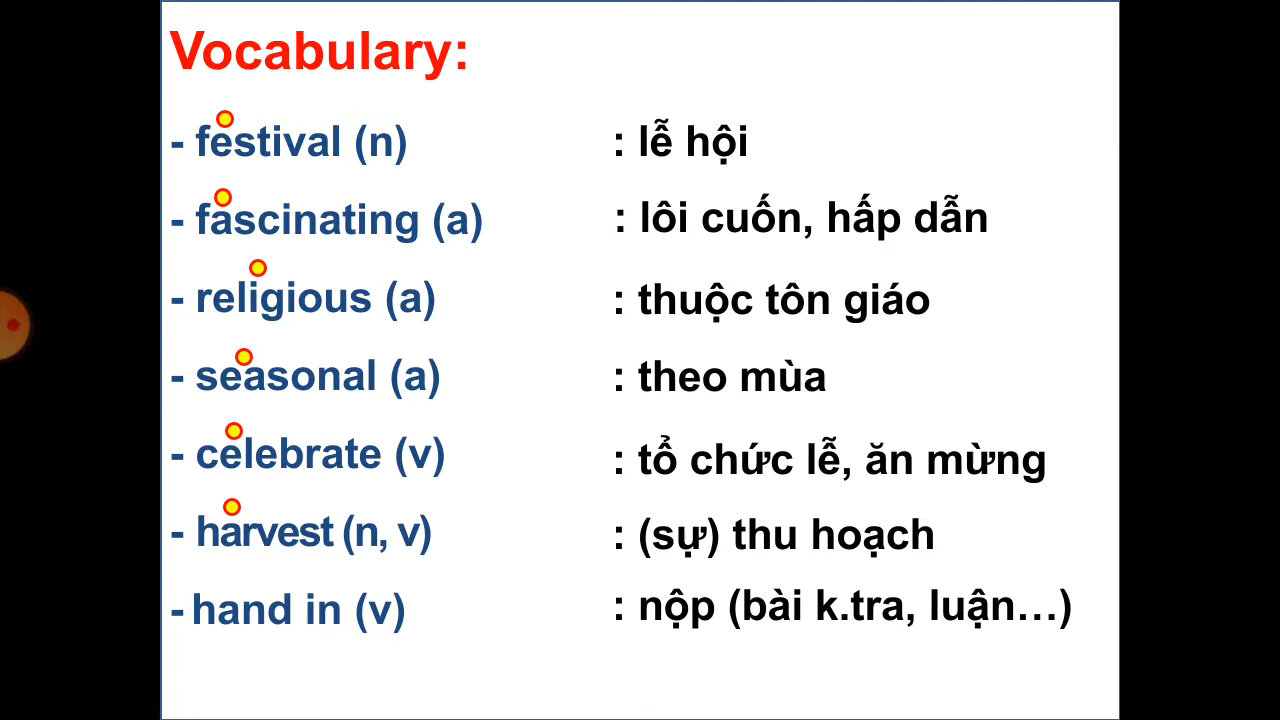 Vocabulary:
- festival (n) : lễ hội
- fascinating (a) : lôi cuốn, hấp dẫn
- religious (a) : thuộc tôn giáo
- seasonal (a) : theo mùa
- celebrate (v) : tổ chức lễ, ăn mừng
- harvest (n, v) : (sự) thu hoạch
- hand in (v) : nộp (bài k.tra, luận…)